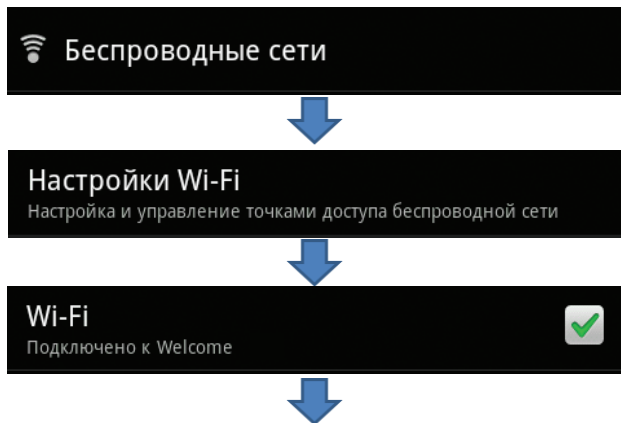 Беспроводные сети
Настройки Wi-Fi
Настройка и управление точками доступа беспроводной сети
Wi-Fi
Подключено к Welcome